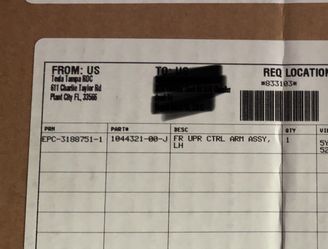 FROM: US
Tesla Tampa RDC
611 Charlie Taylor Rd
Plant City FL, 33566
TO: US
REQ LOCATION
*833103*
PRN PART# DESC QTY
EPC-3188751-1 1044321-00-J FR UPR CTRL ARM ASSY, 1
LH